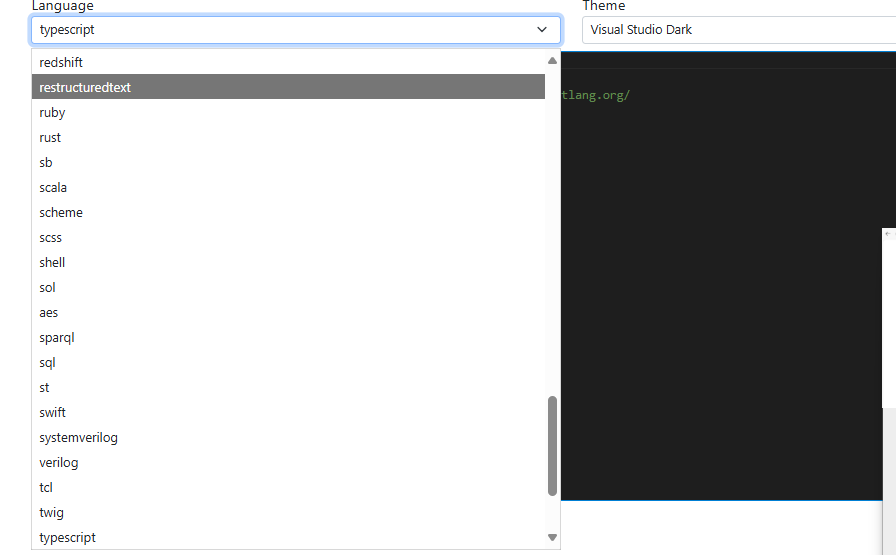 Language
Theme
typescript
Visual Studio Dark
redshift
restructuredtext
tlang.org/
ruby
rust
sb
scala
scheme
scss
shell
sol
aes
sparql
sql
st
swift
systemverilog
verilog
tcl
twig
typescript